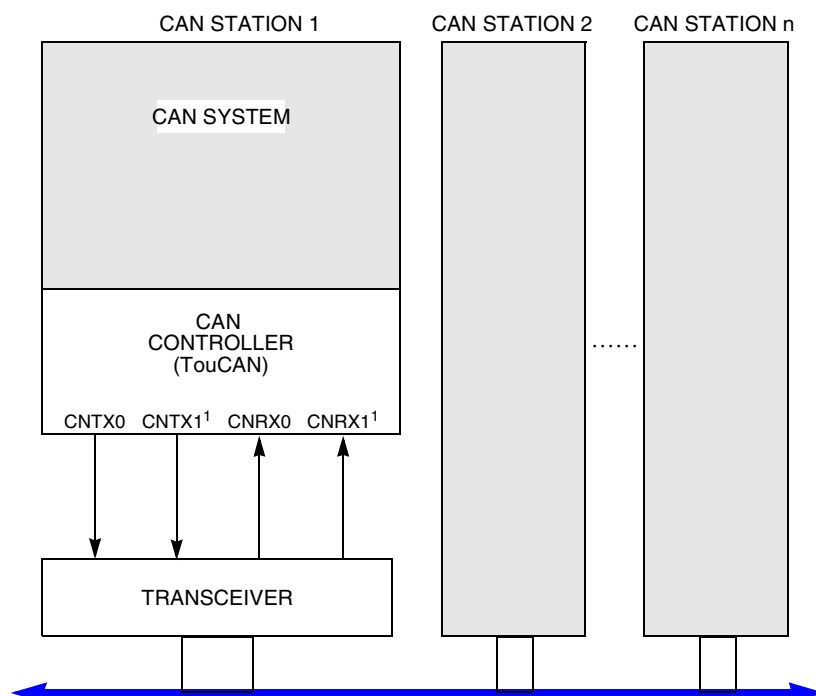 CAN STATION 1
CAN STATION 2
CAN STATION n
CAN SYSTEM
CAN
CONTROLLER
(TouCAN)
......
CNTX0 CNTX1¹ CNRX0 CNRX1¹
TRANSCEIVER